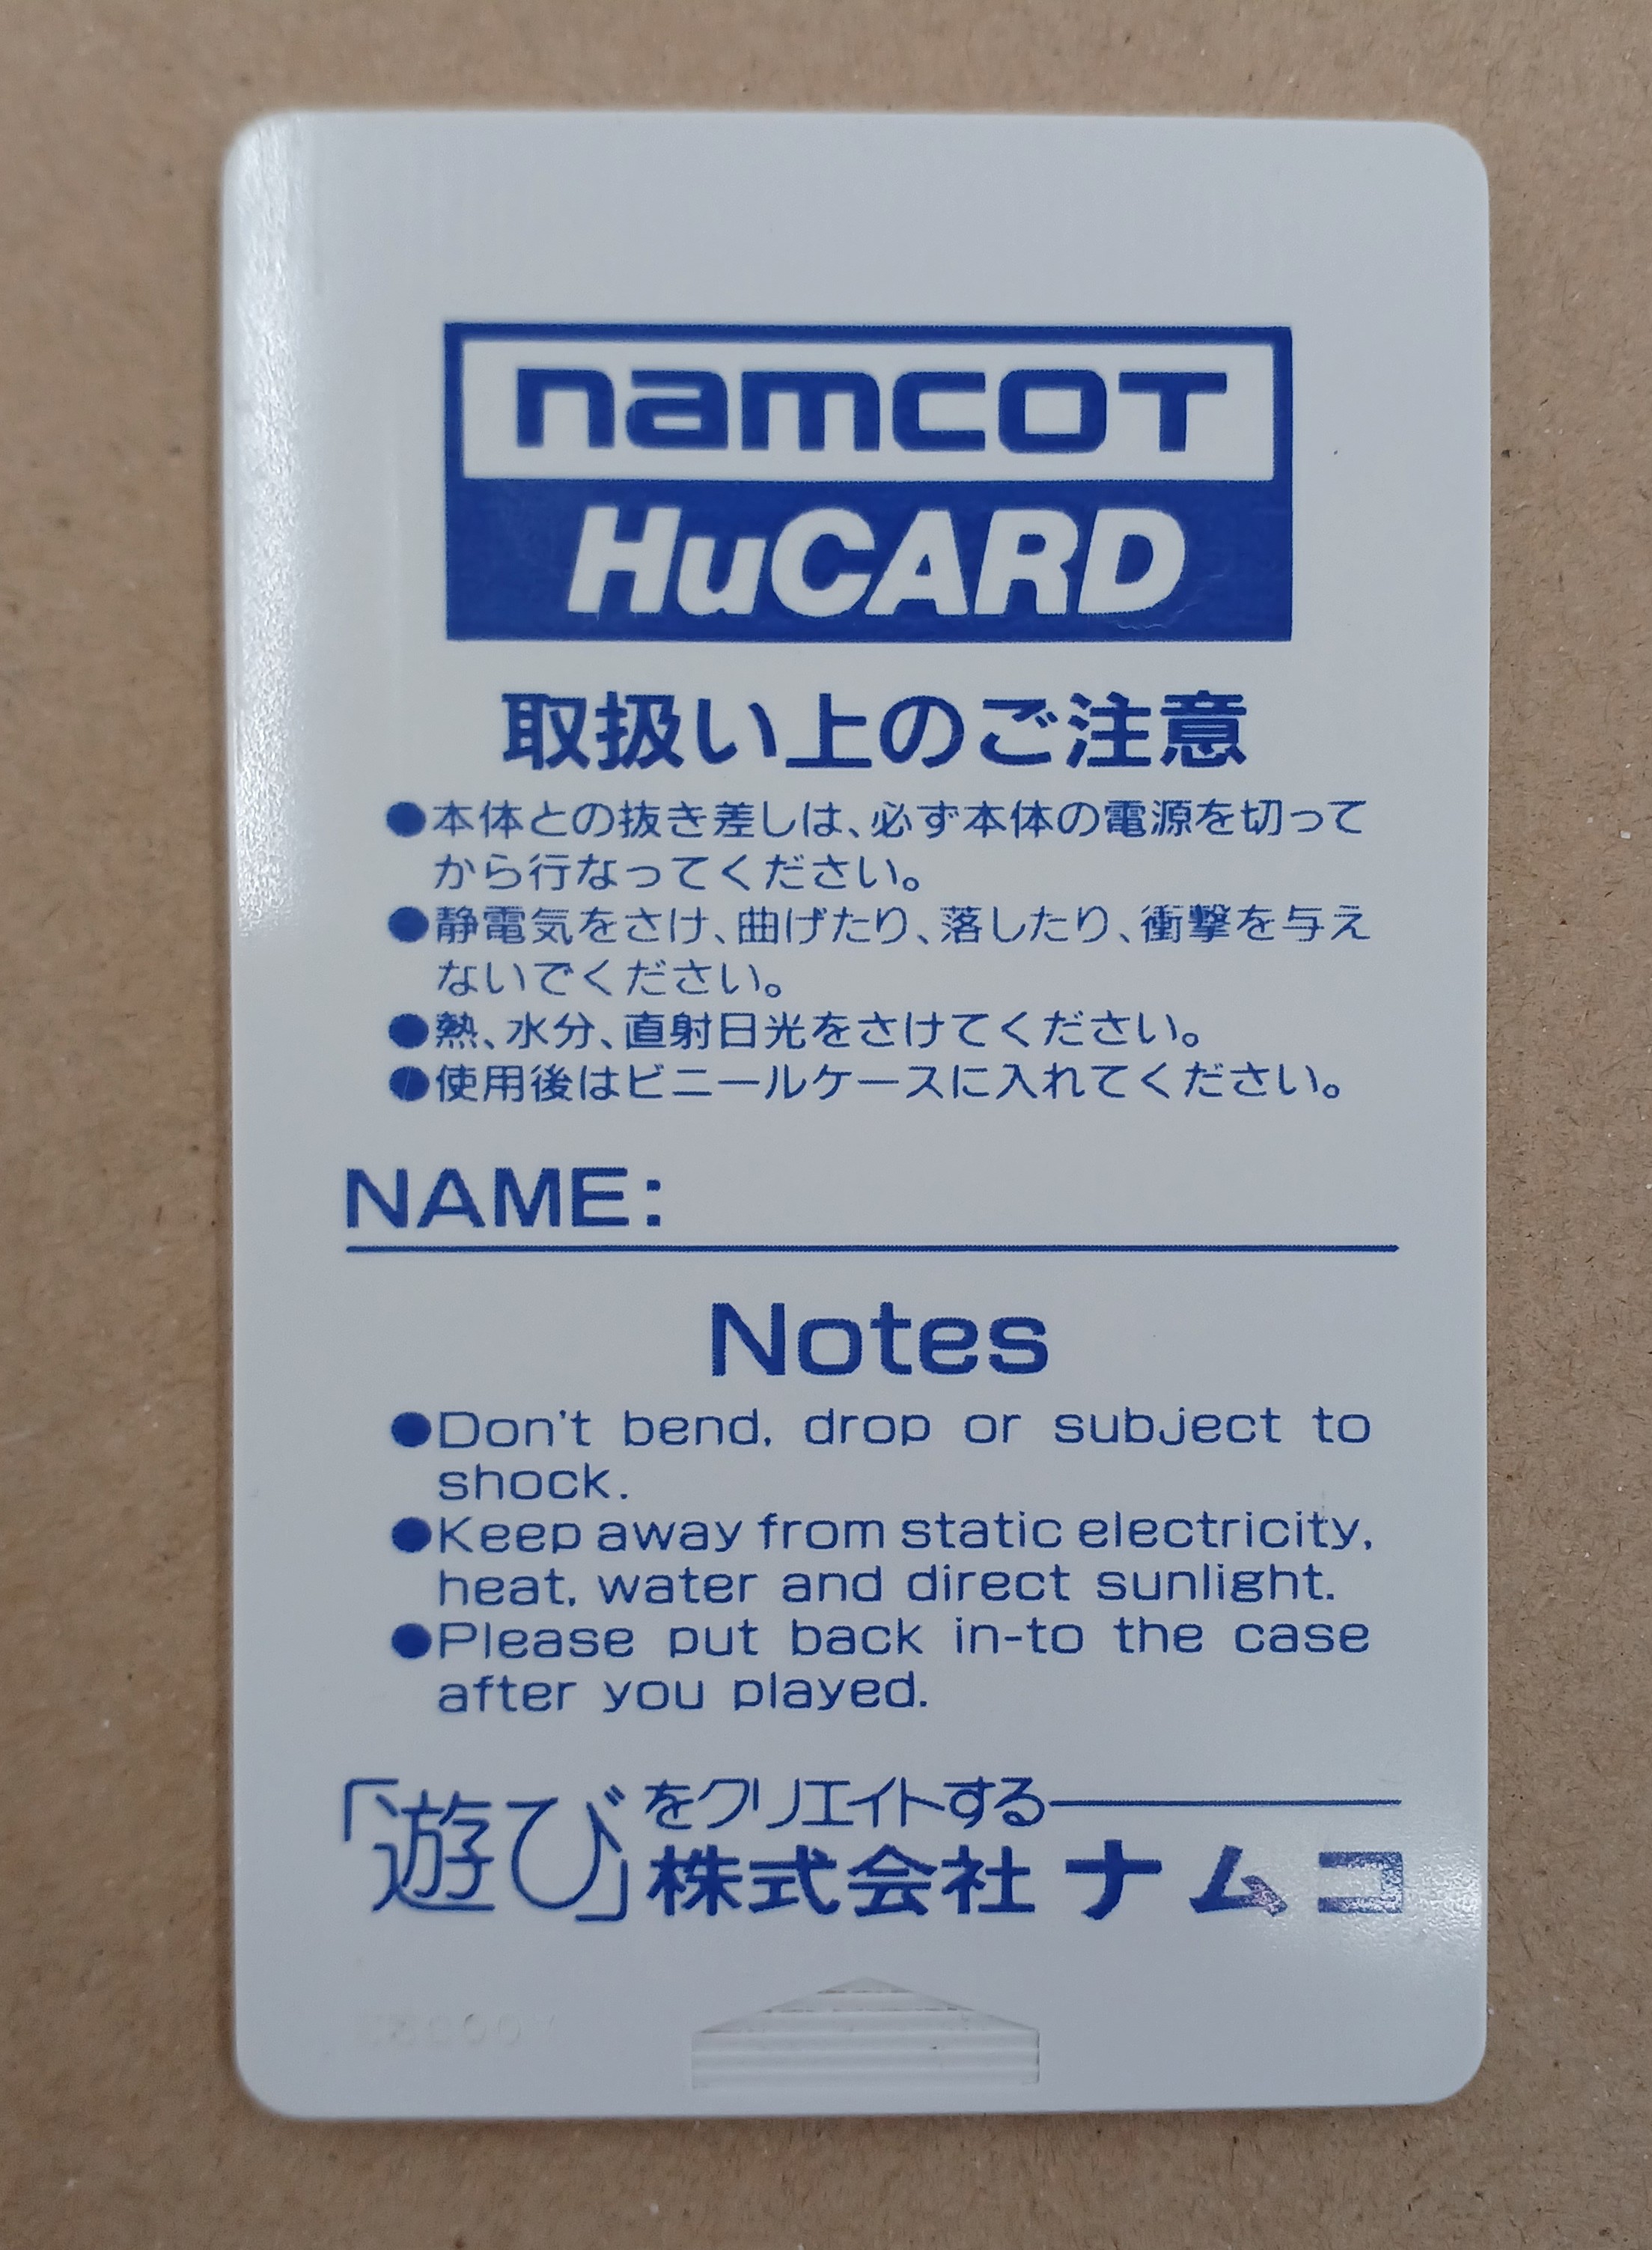 namcoT
HuCARD
取扱い上のご注意
●本体との抜き差しは、必ず本体の電源を切って
から行なってください。
●静電気をさけ、曲げたり、落したり、衝撃を与え
ないでください。
●熱、水分、直射日光をさけてください。
●使用後はビニールケースに入れてください。
NAME:
Notes
●Don't bend, drop or subject to
shock.
●Keep away from static electricity,
heat, water and direct sunlight.
●Please put back in-to the case
after you played.
「遊び」をクリエイトする
株式会社ナムコ